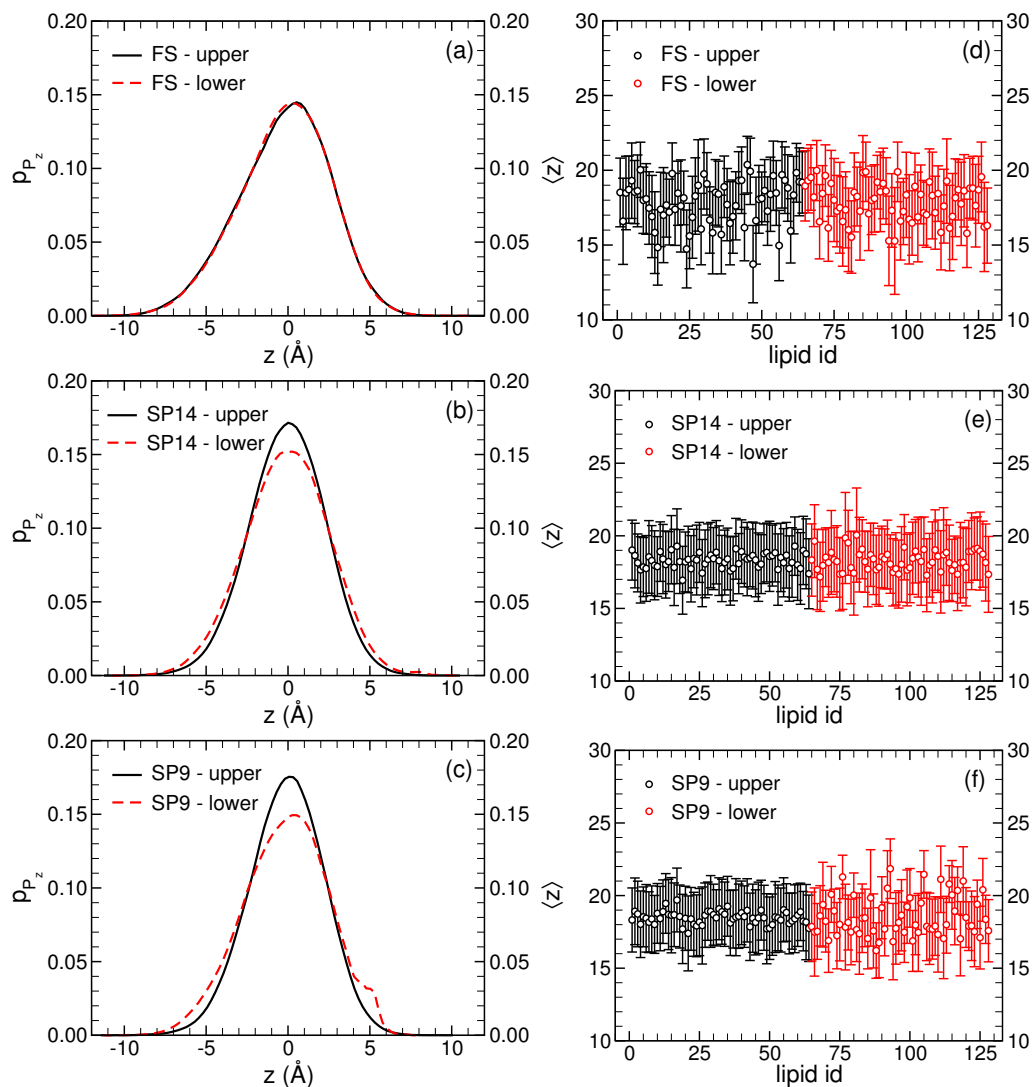 0.20 0.20
(a)
FS - upper
FS - lower
0.15 0.15
0.10 0.10
0.05 0.05
0.00 0.00
-10 -5 0 5 10
z (Å)
p_{P_z}
30 30
(d)
FS - upper
FS - lower
25 25
20 20
15 15
10 10
0 25 50 75 100 125
lipid id
⟨z⟩
0.20 0.20
(b)
SP14 - upper
SP14 - lower
0.15 0.15
0.10 0.10
0.05 0.05
0.00 0.00
-10 -5 0 5 10
z (Å)
p_{P_z}
30 30
(e)
SP14 - upper
SP14 - lower
25 25
20 20
15 15
10 10
0 25 50 75 100 125
lipid id
⟨z⟩
0.20 0.20
(c)
SP9 - upper
SP9 - lower
0.15 0.15
0.10 0.10
0.05 0.05
0.00 0.00
-10 -5 0 5 10
z (Å)
p_{P_z}
30 30
(f)
SP9 - upper
SP9 - lower
25 25
20 20
15 15
10 10
0 25 50 75 100 125
lipid id
⟨z⟩